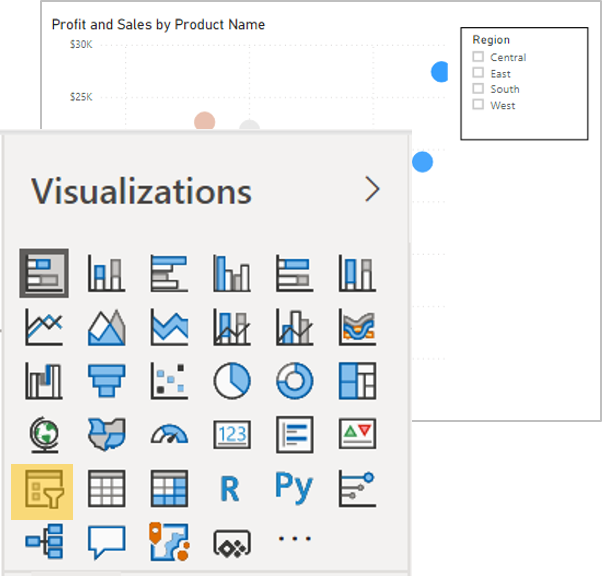 Profit and Sales by Product Name
$30K
$25K
Region
Central
East
South
West
Visualizations
123
R
Py